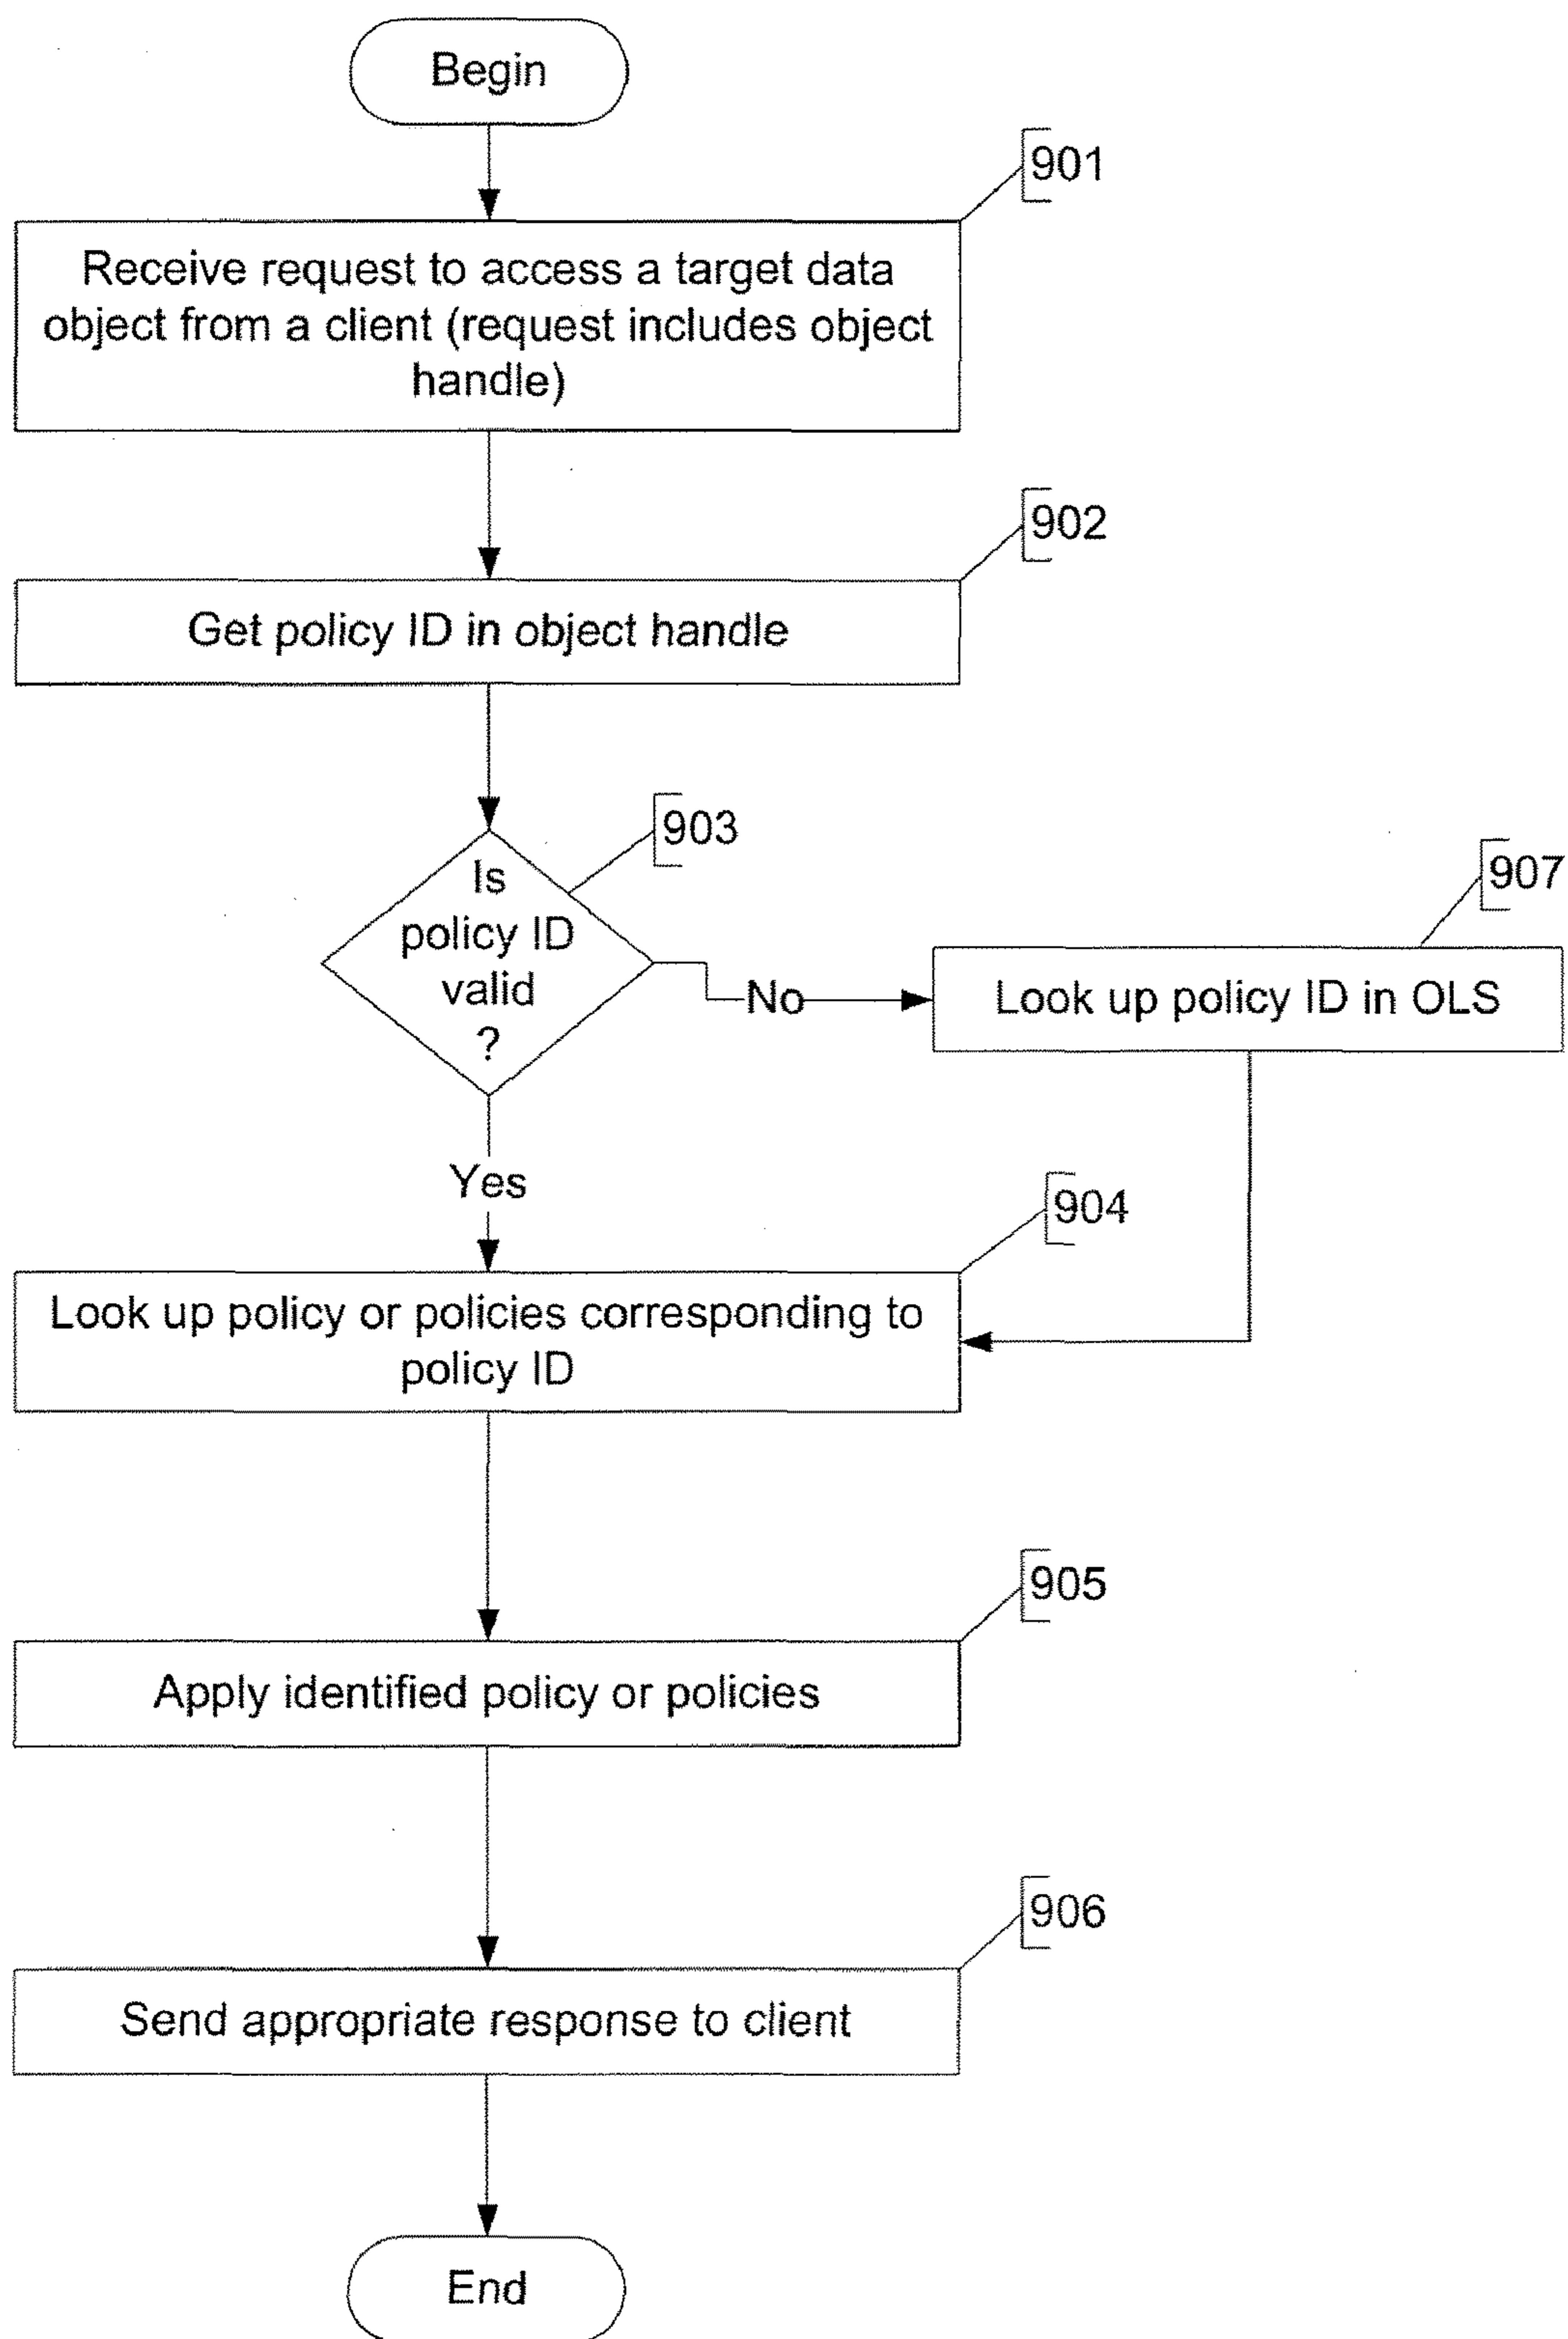 Begin
901
Receive request to access a target data
object from a client (request includes object
handle)
902
Get policy ID in object handle
903
Is
policy ID
valid
?
907
No
Look up policy ID in OLS
Yes
904
Look up policy or policies corresponding to
policy ID
905
Apply identified policy or policies
906
Send appropriate response to client
End